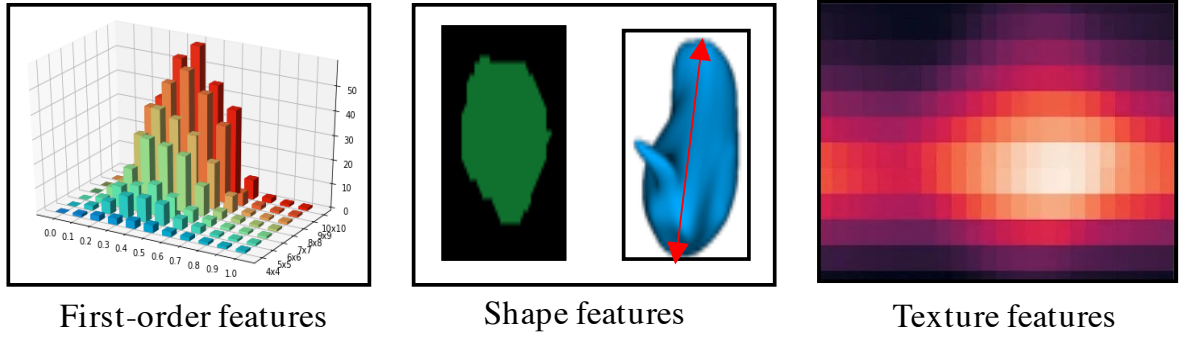 50
40
30
20
10
0
0.0 0.1 0.2 0.3 0.4 0.5 0.6 0.7 0.8 0.9 1.0
4x4 5x5 6x6 7x7 8x8 9x9 10x10
First-order features
Shape features
Texture features